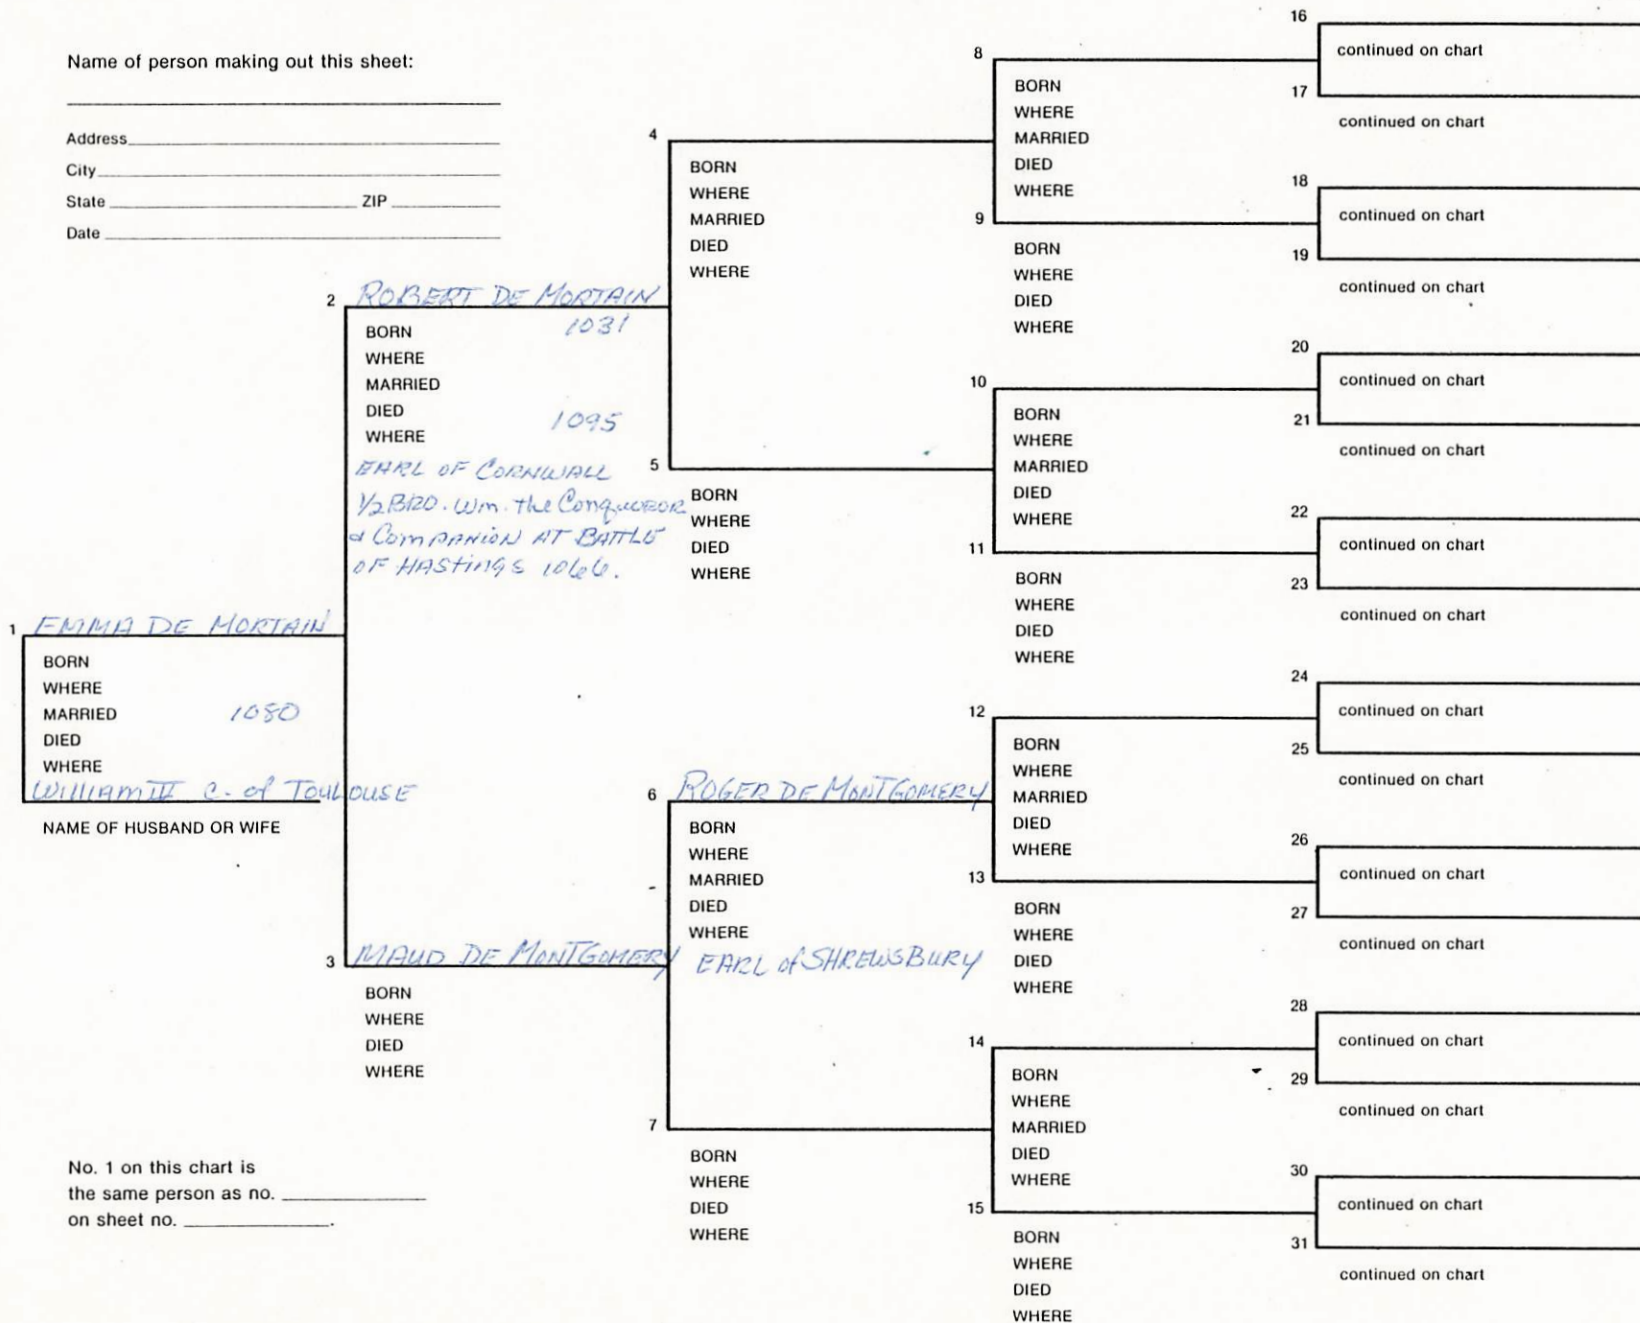 Name of person making out this sheet:
Address
City
State ZIP
Date
1 EMMA DE MORTAIN
BORN
WHERE
MARRIED 1080
DIED
WHERE
WILLIAM IV C. of TOULOUSE
NAME OF HUSBAND OR WIFE
No. 1 on this chart is
the same person as no.
on sheet no. .
2 ROBERT DE MORTAIN
BORN 1031
WHERE
MARRIED
DIED 1095
WHERE
EARL OF CORNWALL
1/2 BRO. Wm. the Conqueror
& Companion AT BATTLE
OF HASTINGS 1066.
3 MAUD DE MONTGOMERY
BORN
WHERE
DIED
WHERE
4
BORN
WHERE
MARRIED
DIED
WHERE
5
BORN
WHERE
DIED
WHERE
6 ROGER DE MONTGOMERY
BORN
WHERE
MARRIED
DIED
WHERE
EARL of SHREWSBURY
7
BORN
WHERE
DIED
WHERE
8
BORN
WHERE
MARRIED
DIED
WHERE
9
BORN
WHERE
DIED
WHERE
10
BORN
WHERE
MARRIED
DIED
WHERE
11
BORN
WHERE
DIED
WHERE
12
BORN
WHERE
MARRIED
DIED
WHERE
13
BORN
WHERE
DIED
WHERE
14
BORN
WHERE
MARRIED
DIED
WHERE
15
BORN
WHERE
DIED
WHERE
16
continued on chart
17
continued on chart
18
continued on chart
19
continued on chart
20
continued on chart
21
continued on chart
22
continued on chart
23
continued on chart
24
continued on chart
25
continued on chart
26
continued on chart
27
continued on chart
28
continued on chart
29
continued on chart
30
continued on chart
31
continued on chart